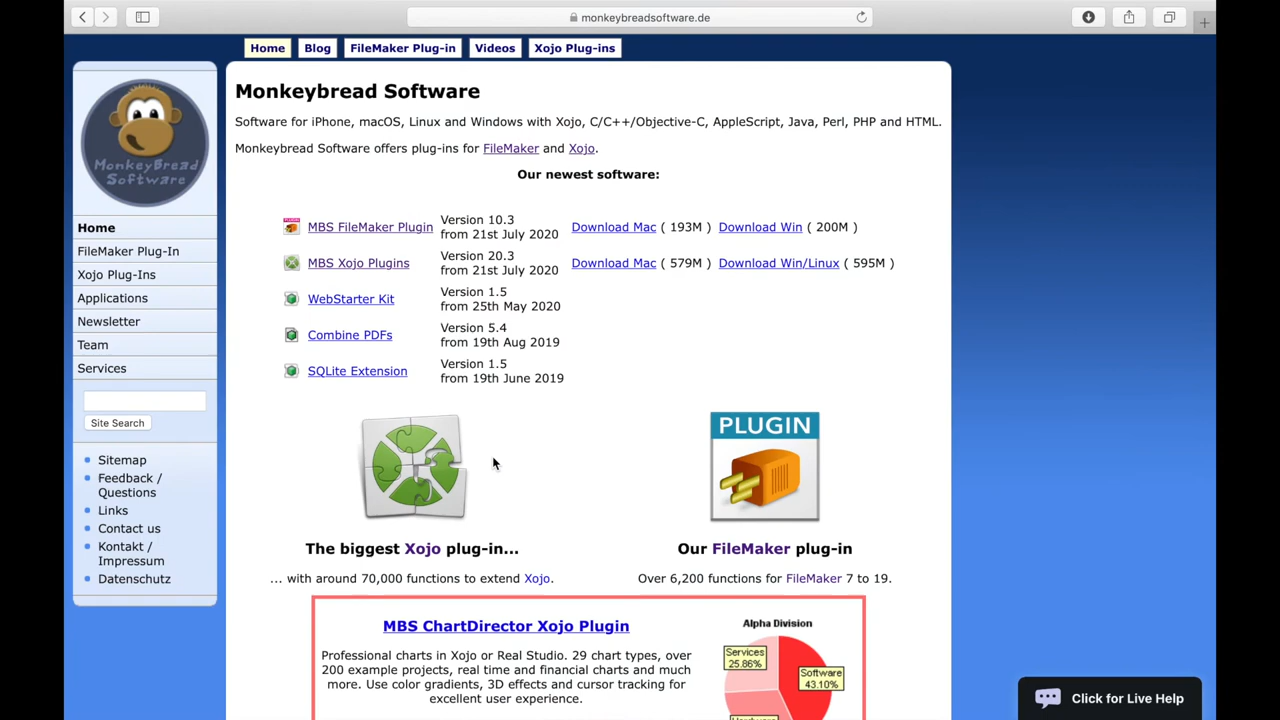 monkeybreadsoftware.de
Home
Blog
FileMaker Plug-in
Videos
Xojo Plug-ins
MonkeyBread
Software
Home
FileMaker Plug-In
Xojo Plug-Ins
Applications
Newsletter
Team
Services
Site Search
Sitemap
Feedback /
Questions
Links
Contact us
Kontakt /
Impressum
Datenschutz
Monkeybread Software
Software for iPhone, macOS, Linux and Windows with Xojo, C/C++/Objective-C, AppleScript, Java, Perl, PHP and HTML.
Monkeybread Software offers plug-ins for FileMaker and Xojo.
Our newest software:
MBS FileMaker Plugin
Version 10.3
from 21st July 2020
Download Mac ( 193M )
Download Win ( 200M )
MBS Xojo Plugins
Version 20.3
from 21st July 2020
Download Mac ( 579M )
Download Win/Linux ( 595M )
WebStarter Kit
Version 1.5
from 25th May 2020
Combine PDFs
Version 5.4
from 19th Aug 2019
SQLite Extension
Version 1.5
from 19th June 2019
PLUGIN
The biggest Xojo plug-in...
... with around 70,000 functions to extend Xojo.
Our FileMaker plug-in
Over 6,200 functions for FileMaker 7 to 19.
MBS ChartDirector Xojo Plugin
Professional charts in Xojo or Real Studio. 29 chart types, over
200 example projects, real time and financial charts and much
more. Use color gradients, 3D effects and cursor tracking for
excellent user experience.
Alpha Division
Services
25.86%
Software
43.10%
Hardware
Click for Live Help